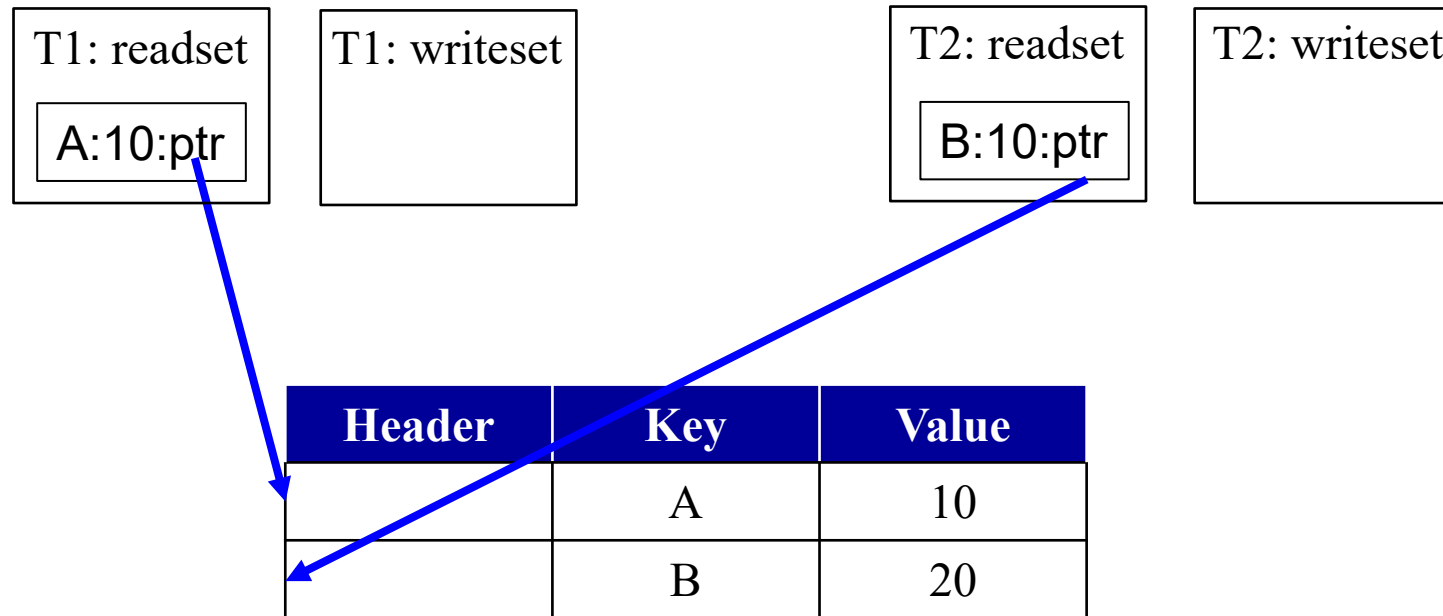 T1: readset
T1: writeset
T2: readset
T2: writeset
A:10:ptr
B:10:ptr
Header Key Value
A 10
B 20